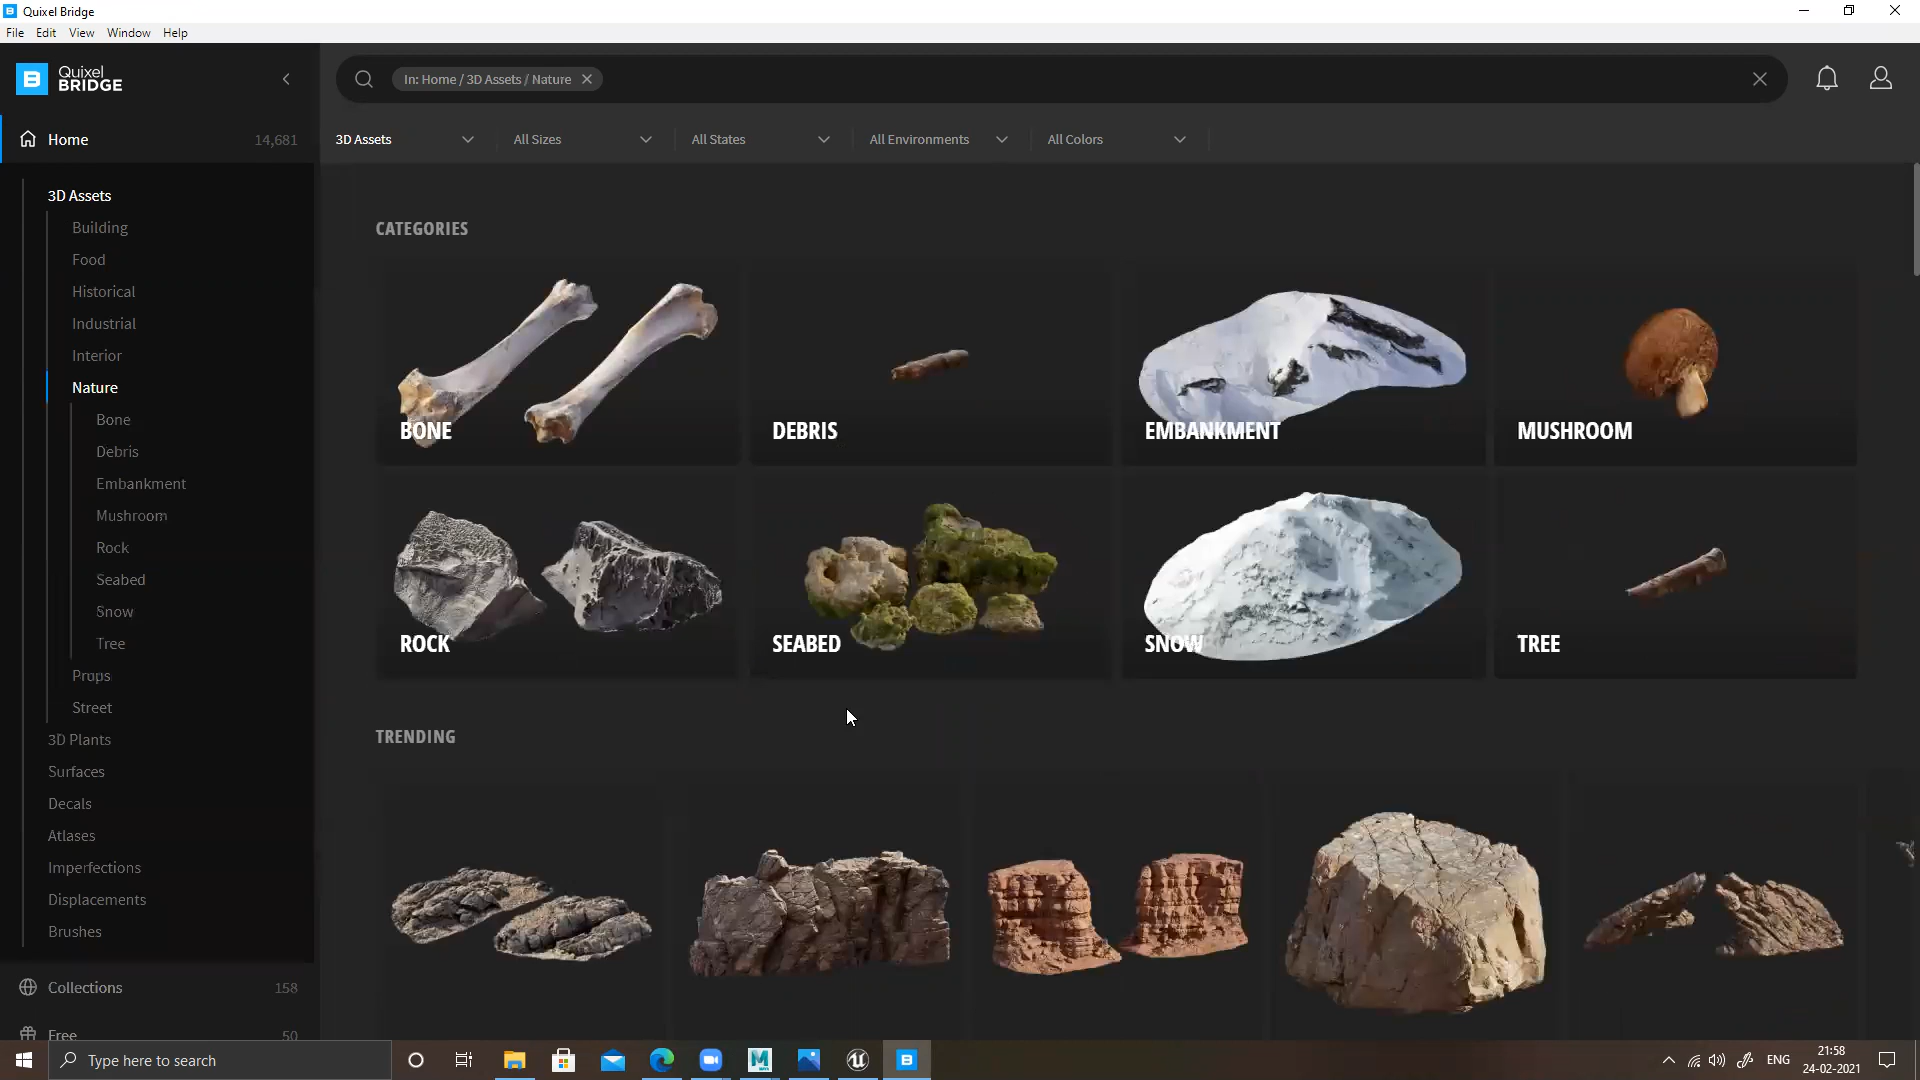 Quixel Bridge
File Edit View Window Help
Quixel
BRIDGE
In: Home / 3D Assets / Nature
Home 14,681
3D Assets All Sizes All States All Environments All Colors
3D Assets
Building
Food
Historical
Industrial
Interior
Nature
Bone
Debris
Embankment
Mushroom
Rock
Seabed
Snow
Tree
Props
Street
3D Plants
Surfaces
Decals
Atlases
Imperfections
Displacements
Brushes
Collections 158
Free 50
CATEGORIES
BONE DEBRIS EMBANKMENT MUSHROOM
ROCK SEABED SNOW TREE
TRENDING
Type here to search
ENG
21:58
24-02-2021